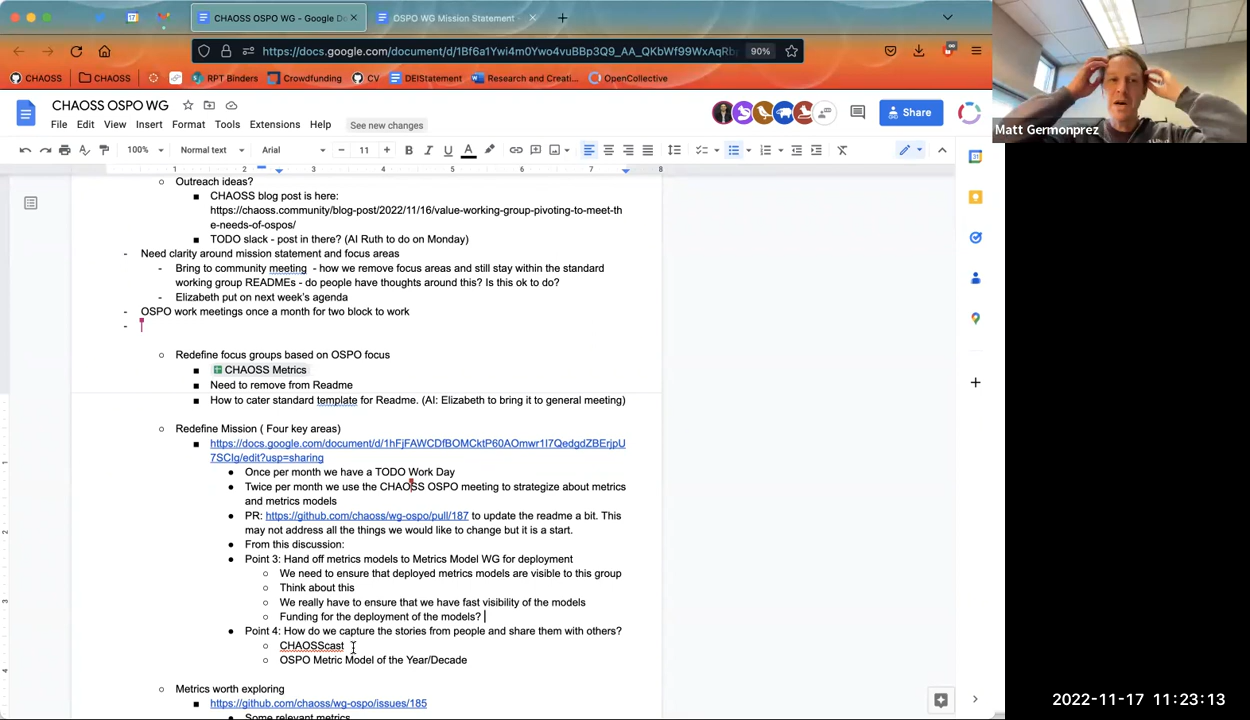 CHAOSS OSPO WG - Google Do
OSPO WG Mission Statement
https://docs.google.com/document/d/1Bf6a1Ywi4m0Ywo4vuBBp3Q9_AA_QKbWf99WxAqRb
90%
CHAOSS
CHAOSS
RPT Binders
Crowdfunding
CV
DEIStatement
Research and Creati...
OpenCollective
CHAOSS OSPO WG
File Edit View Insert Format Tools Extensions Help
See new changes
Share
100%
Normal text
Arial
11
1 2 3 4 5 6 7 8
Outreach ideas?
CHAOSS blog post is here:
https://chaoss.community/blog-post/2022/11/16/value-working-group-pivoting-to-meet-th
e-needs-of-ospos/
TODO slack - post in there? (AI Ruth to do on Monday)
- Need clarity around mission statement and focus areas
- Bring to community meeting - how we remove focus areas and still stay within the standard
working group READMEs - do people have thoughts around this? Is this ok to do?
- Elizabeth put on next week's agenda
- OSPO work meetings once a month for two block to work
-
Redefine focus groups based on OSPO focus
CHAOSS Metrics
Need to remove from Readme
How to cater standard template for Readme. (AI: Elizabeth to bring it to general meeting)
Redefine Mission ( Four key areas)
https://docs.google.com/document/d/1hFjFAWCDfBOMCktP60AOmwr1I7QedgdZBErjpU
7SCIg/edit?usp=sharing
Once per month we have a TODO Work Day
Twice per month we use the CHAOSS OSPO meeting to strategize about metrics
and metrics models
PR: https://github.com/chaoss/wg-ospo/pull/187 to update the readme a bit. This
may not address all the things we would like to change but it is a start.
From this discussion:
Point 3: Hand off metrics models to Metrics Model WG for deployment
We need to ensure that deployed metrics models are visible to this group
Think about this
We really have to ensure that we have fast visibility of the models
Funding for the deployment of the models?
Point 4: How do we capture the stories from people and share them with others?
CHAOSScast
OSPO Metric Model of the Year/Decade
Metrics worth exploring
https://github.com/chaoss/wg-ospo/issues/185
Some relevant metrics
Matt Germonprez
2022-11-17 11:23:13